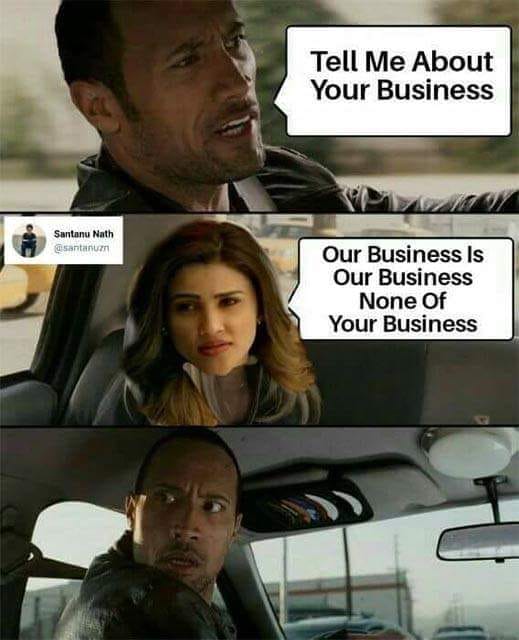 Tell Me About
Your Business
Santanu Nath
@santanuzn
Our Business Is
Our Business
None Of
Your Business